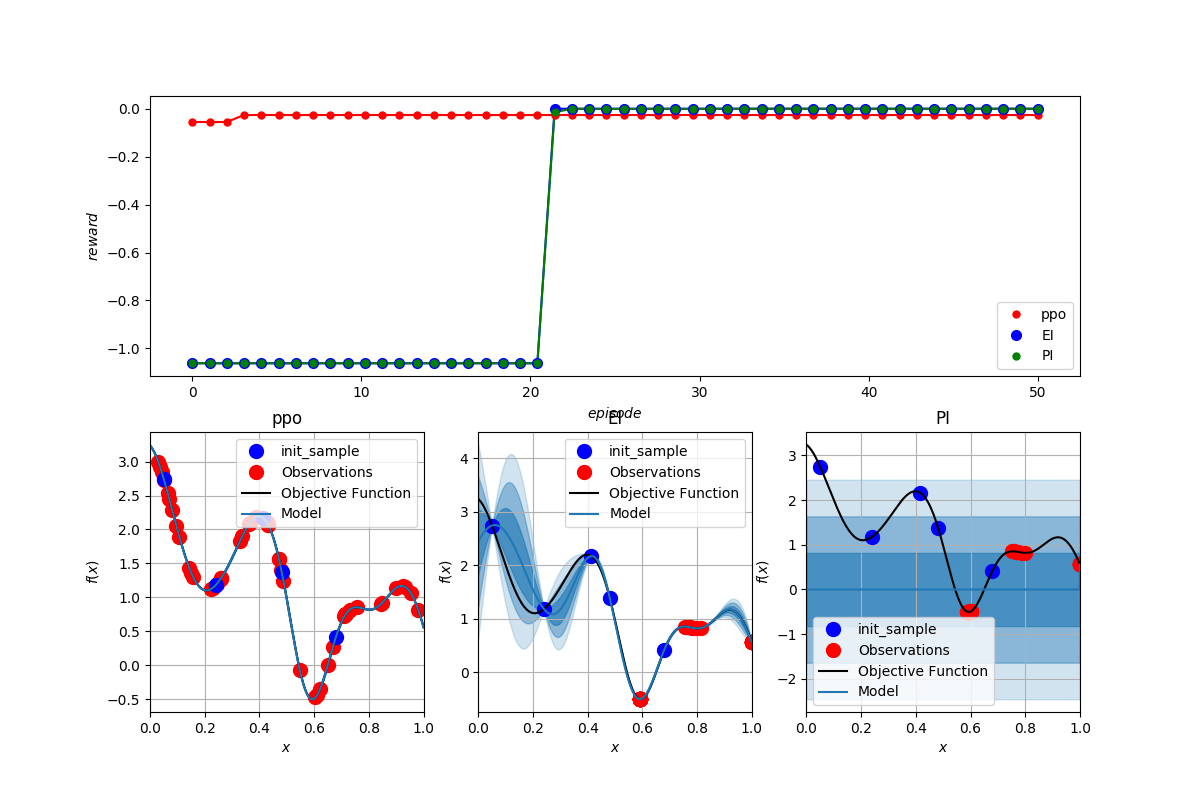 0.0
−0.2
−0.4
−0.6
−0.8
−1.0
reward
ppo
EI
PI
0 10 20 30 40 50
episode
ppo
EI
PI
3.0
2.5
2.0
1.5
1.0
0.5
0.0
−0.5
f(x)
init_sample
Observations
Objective Function
Model
0.0 0.2 0.4 0.6 0.8 1.0
x
4
3
2
1
0
f(x)
init_sample
Observations
Objective Function
Model
0.0 0.2 0.4 0.6 0.8 1.0
x
3
2
1
0
−1
−2
f(x)
init_sample
Observations
Objective Function
Model
0.0 0.2 0.4 0.6 0.8 1.0
x